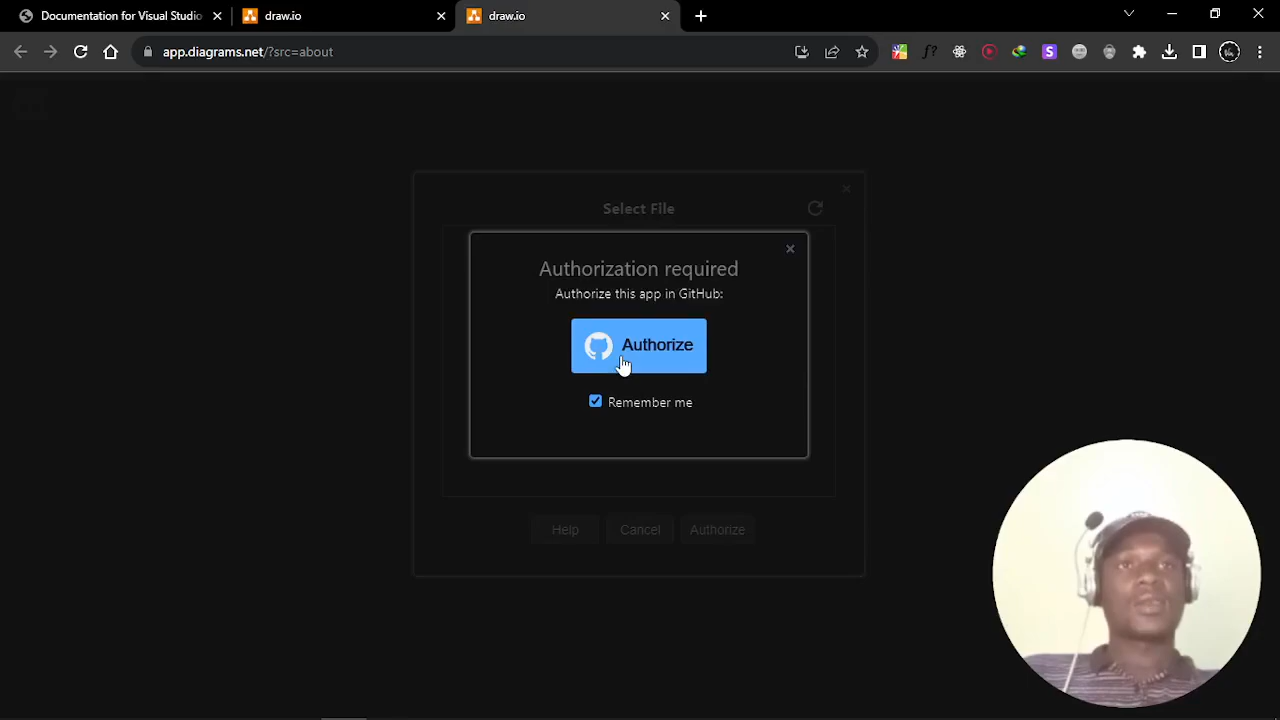 Documentation for Visual Studio
draw.io
draw.io
app.diagrams.net/?src=about
Select File
Authorization required
Authorize this app in GitHub:
Authorize
Remember me
Help
Cancel
Authorize